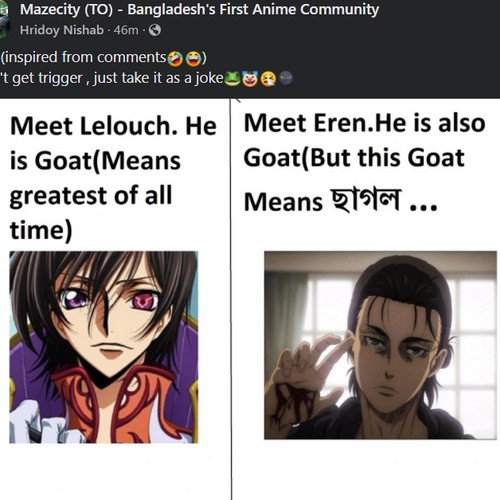 Mazecity (TO) - Bangladesh's First Anime Community
Hridoy Nishab · 46m ·
(inspired from comments🤣😂)
't get trigger , just take it as a joke🐸🤡😤🌚
Meet Lelouch. He
is Goat(Means
greatest of all
time)
Meet Eren.He is also
Goat(But this Goat
Means ছাগল ...